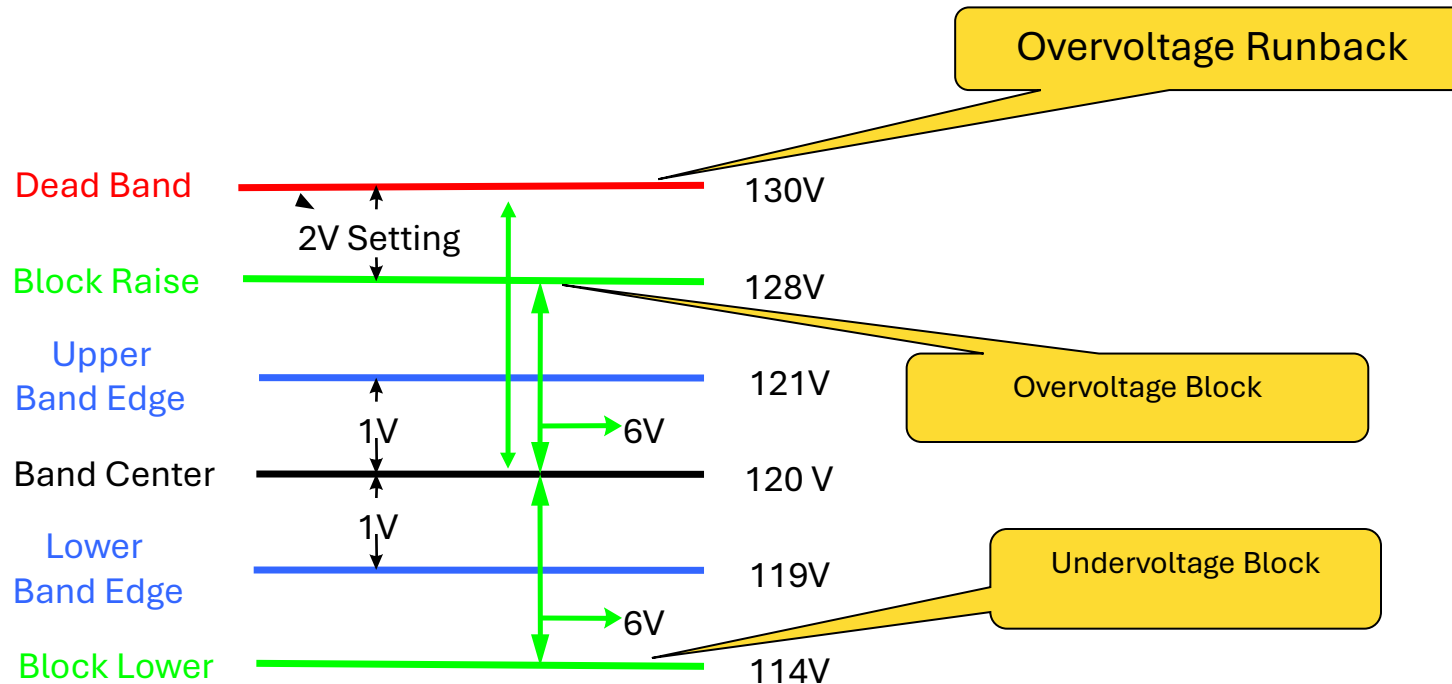 Overvoltage Runback
Dead Band
130V
2V Setting
Block Raise
128V
Upper
Band Edge
121V
Overvoltage Block
1V
6V
Band Center
120 V
1V
Lower
Band Edge
119V
Undervoltage Block
6V
Block Lower
114V